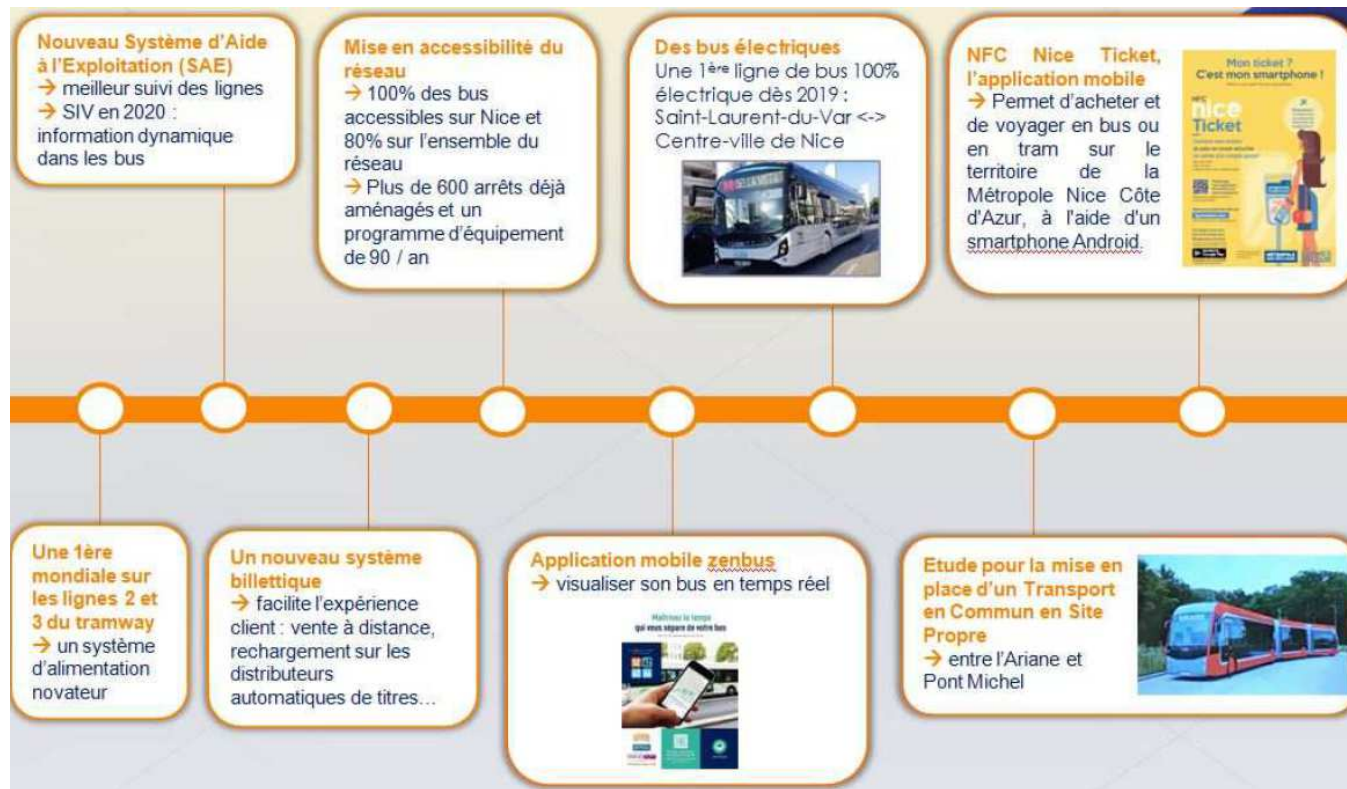 Nouveau Système d'Aide
à l'Exploitation (SAE)
→ meilleur suivi des lignes
→ SIV en 2020 :
information dynamique
dans les bus
Mise en accessibilité du
réseau
→ 100% des bus
accessibles sur Nice et
80% sur l'ensemble du
réseau
→ Plus de 600 arrêts déjà
aménagés et un
programme d'équipement
de 90 / an
Des bus électriques
Une 1ère ligne de bus 100%
électrique dès 2019 :
Saint-Laurent-du-Var <->
Centre-ville de Nice
NFC Nice Ticket,
l'application mobile
→ Permet d'acheter et
de voyager en bus ou
en tram sur le
territoire de la
Métropole Nice Côte
d'Azur, à l'aide d'un
smartphone Android.
Mon ticket ?
C'est mon smartphone !
NFC
nice
Ticket
Une 1ère
mondiale sur
les lignes 2 et
3 du tramway
→ un système
d'alimentation
novateur
Un nouveau système
billettique
→ facilite l'expérience
client : vente à distance,
rechargement sur les
distributeurs
automatiques de titres…
Application mobile zenbus
→ visualiser son bus en temps réel
Maîtrisez le temps
qui vous sépare de votre bus
Etude pour la mise en
place d'un Transport
en Commun en Site
Propre
→ entre l'Ariane et
Pont Michel